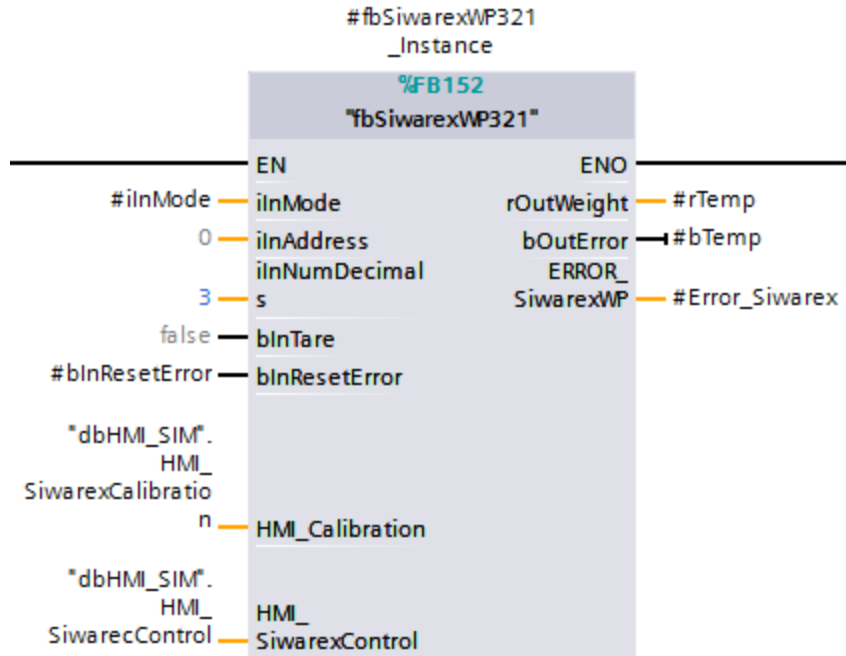 #fbSiwarexWP321
_Instance
%FB152
"fbSiwarexWP321"
EN
ENO
#iInMode
iInMode
rOutWeight
#rTemp
0
iInAddress
bOutError
#bTemp
iInNumDecimal
3
s
ERROR_
SiwarexWP
#Error_Siwarex
false
bInTare
#bInResetError
bInResetError
"dbHMI_SIM".
HMI_
SiwarexCalibratio
n
HMI_Calibration
"dbHMI_SIM".
HMI_
SiwarecControl
HMI_
SiwarexControl